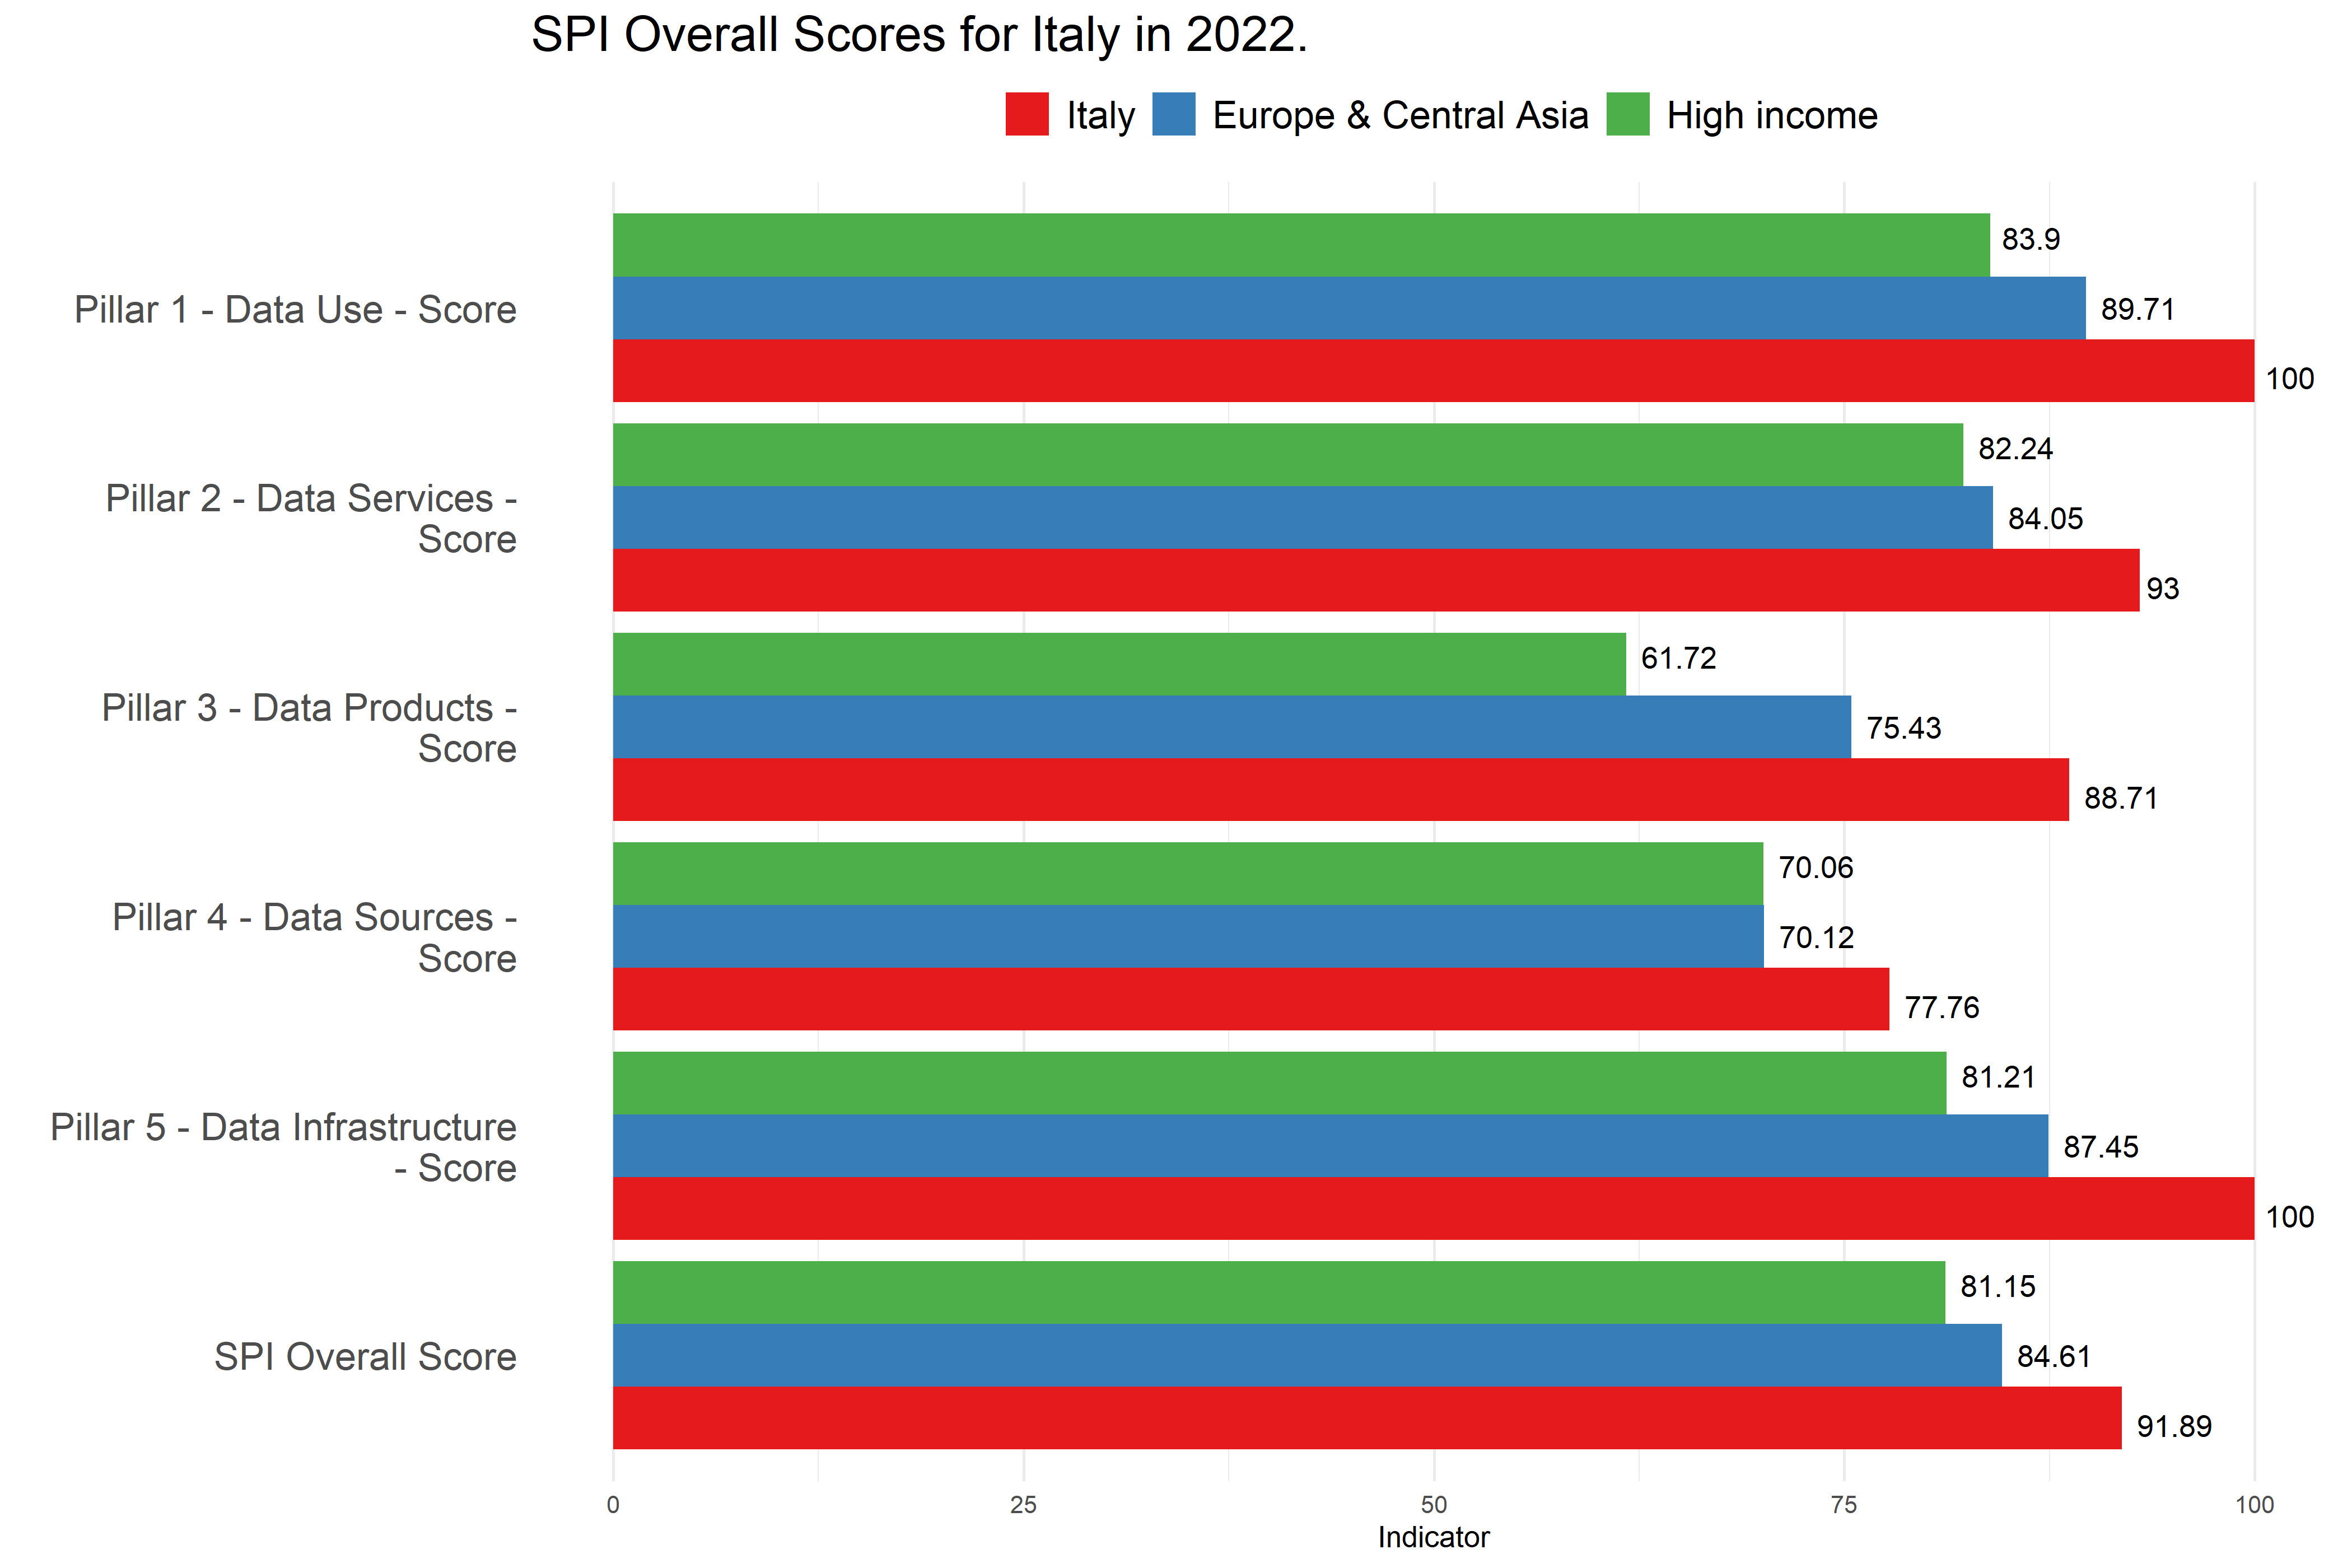 SPI Overall Scores for Italy in 2022.
Italy Europe & Central Asia High income
Pillar 1 - Data Use - Score
83.9
89.71
100
Pillar 2 - Data Services -
Score
82.24
84.05
93
Pillar 3 - Data Products -
Score
61.72
75.43
88.71
Pillar 4 - Data Sources -
Score
70.06
70.12
77.76
Pillar 5 - Data Infrastructure
- Score
81.21
87.45
100
SPI Overall Score
81.15
84.61
91.89
0 25 50 75 100
Indicator